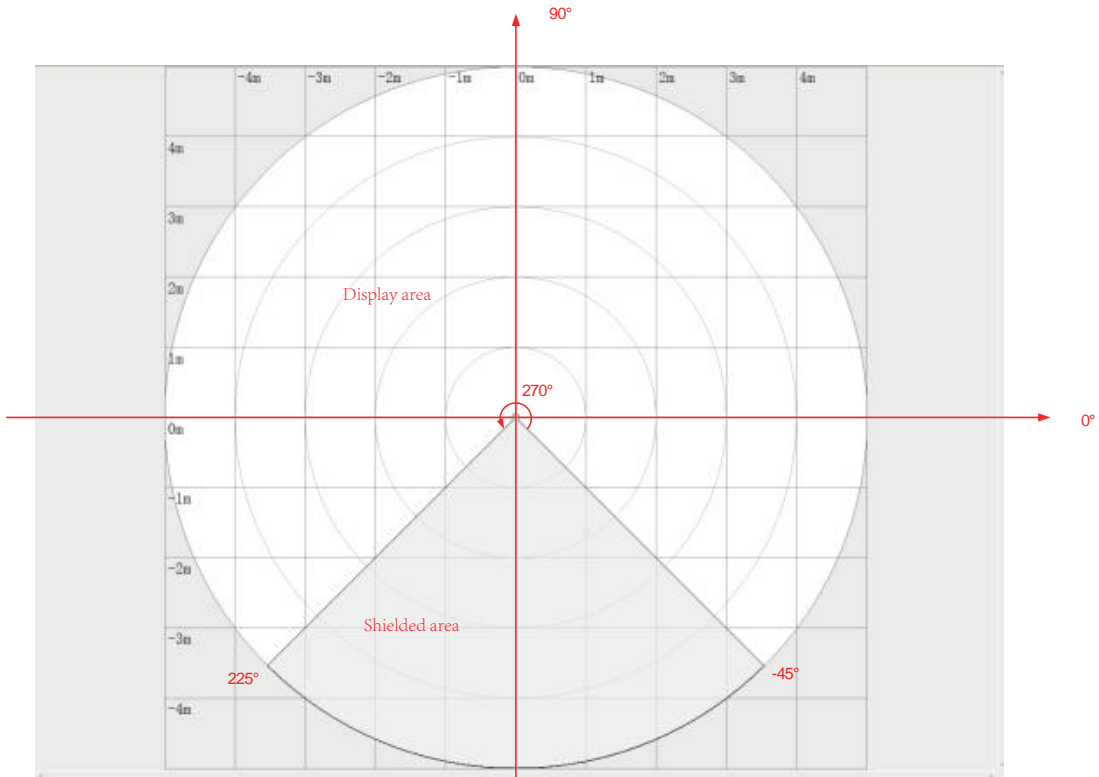 90°
-4m -3m -2m -1m 0m 1m 2m 3m 4m
4m
3m
2m
Display area
1m
270°
0m
0°
-1m
-2m
Shielded area
-3m
225°
-45°
-4m